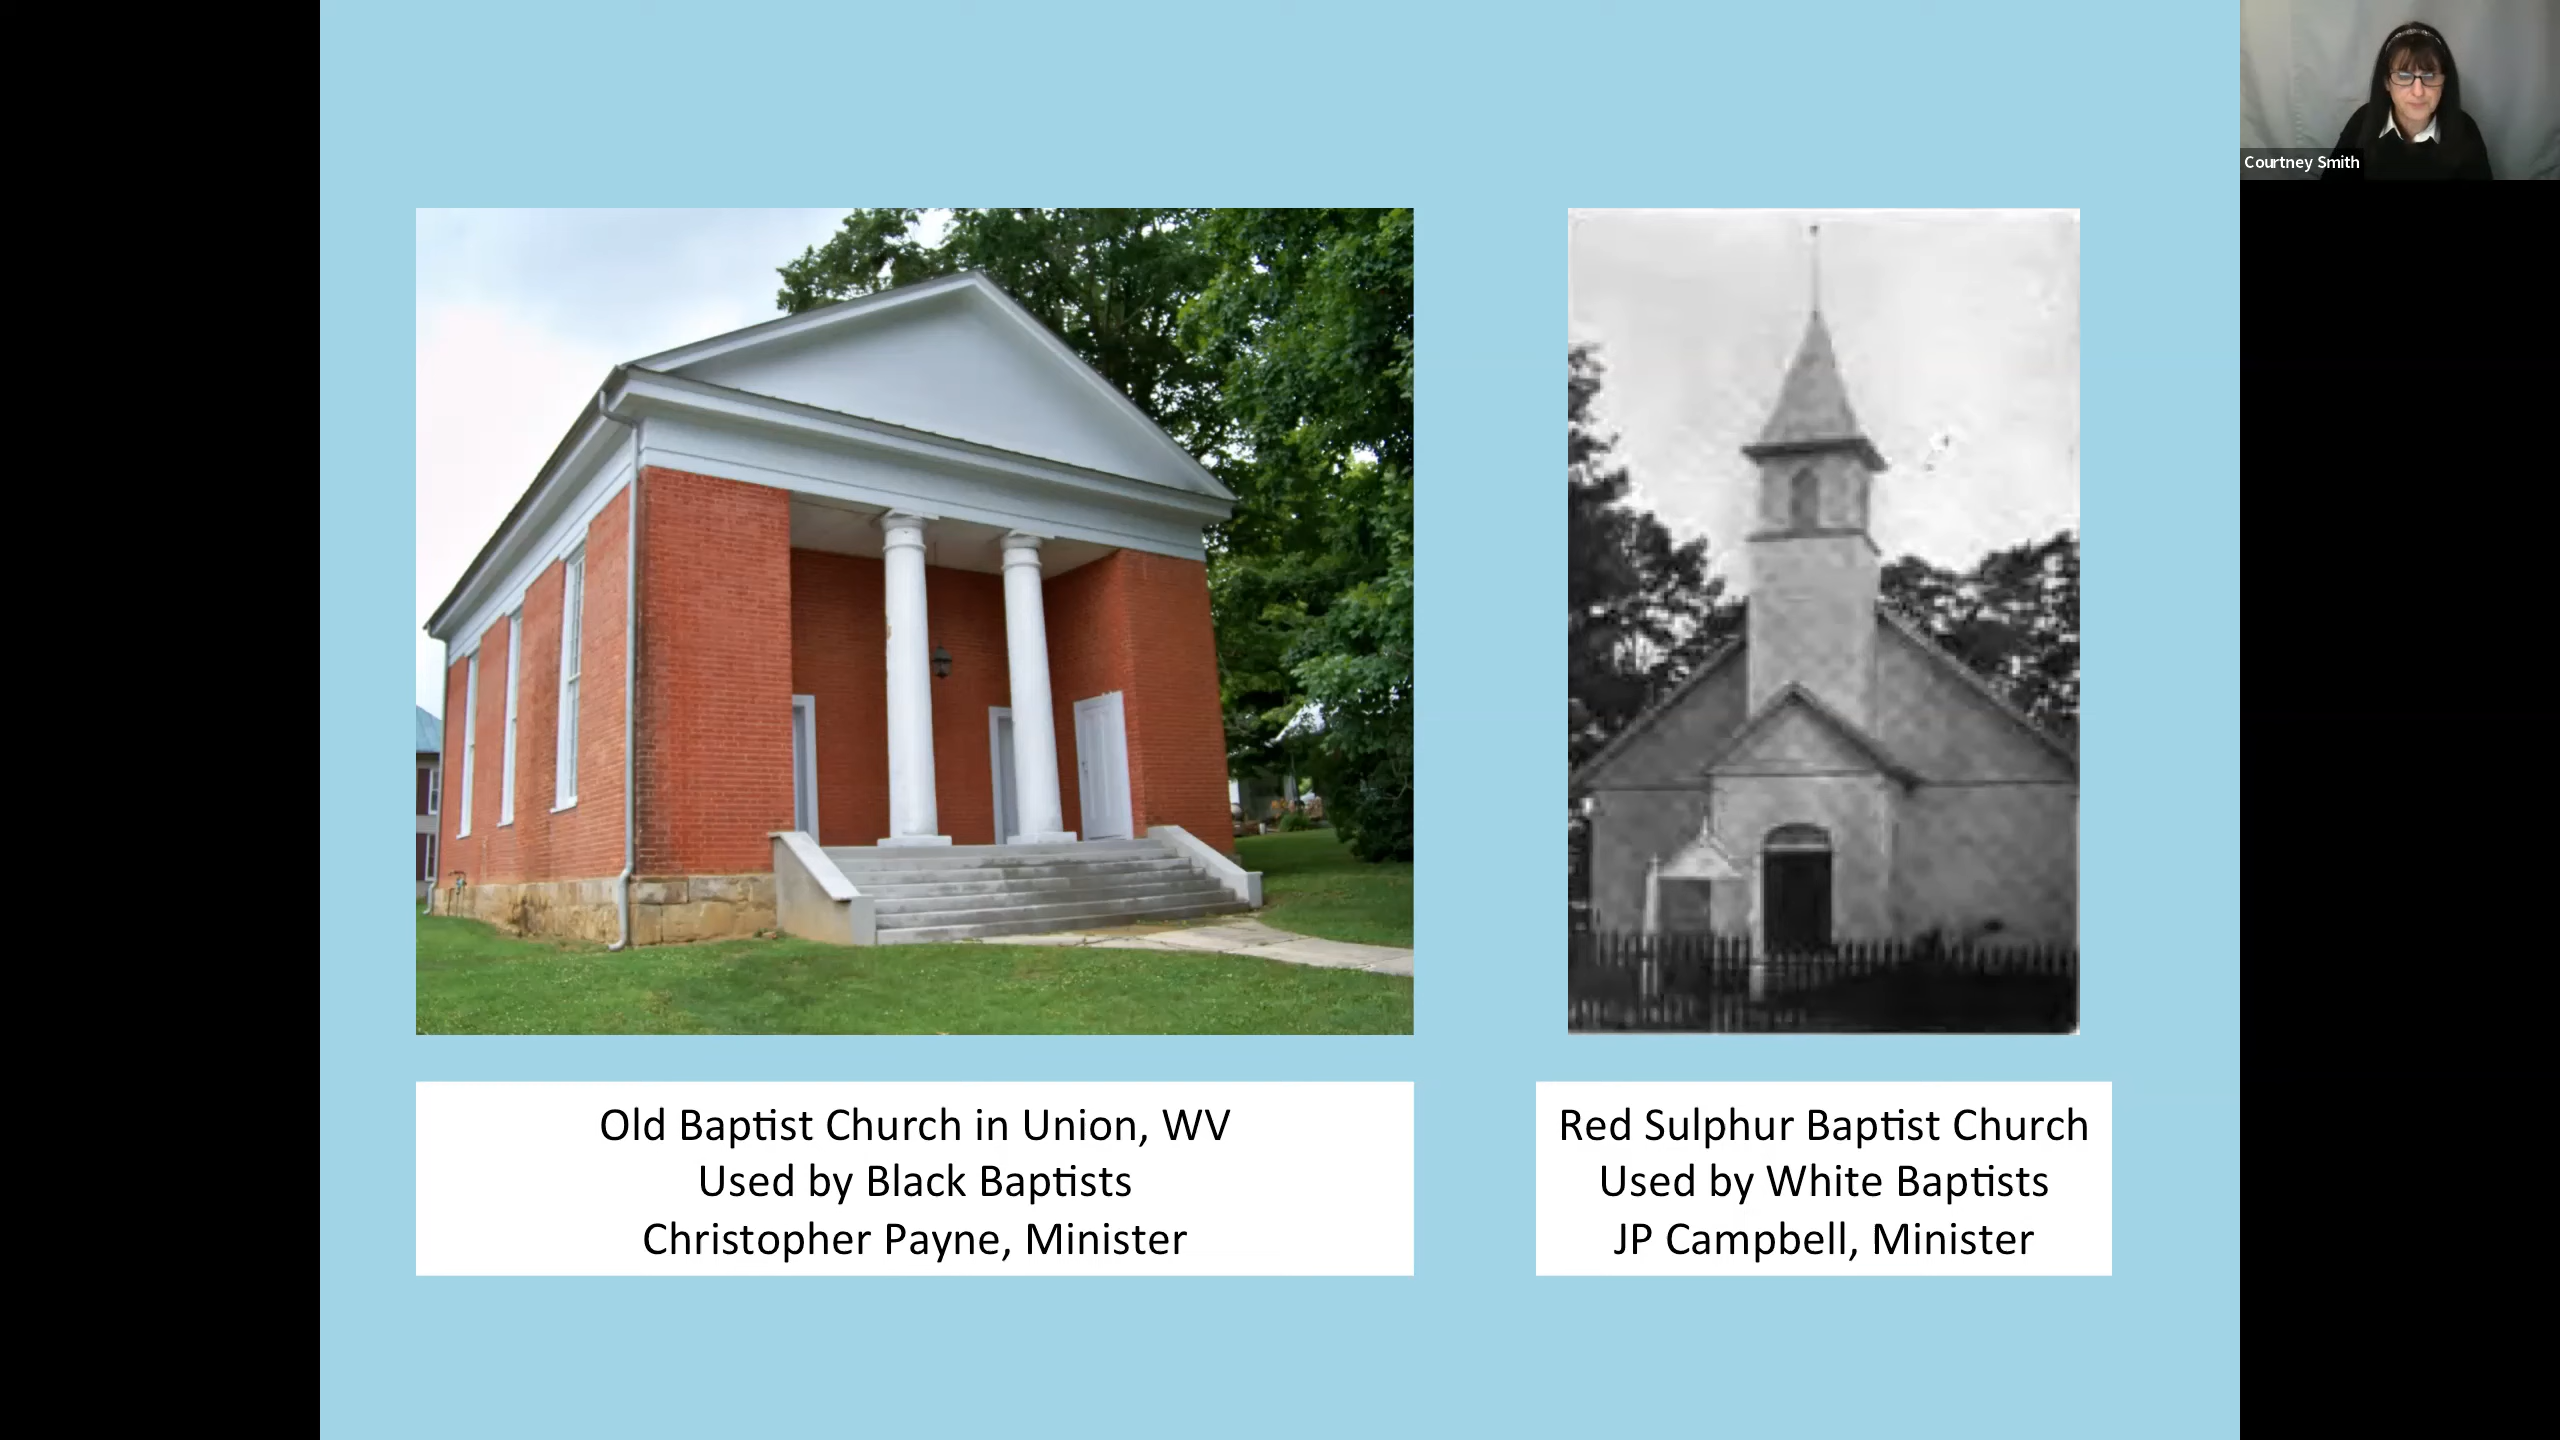 Courtney Smith
Old Baptist Church in Union, WV
Used by Black Baptists
Christopher Payne, Minister
Red Sulphur Baptist Church
Used by White Baptists
JP Campbell, Minister